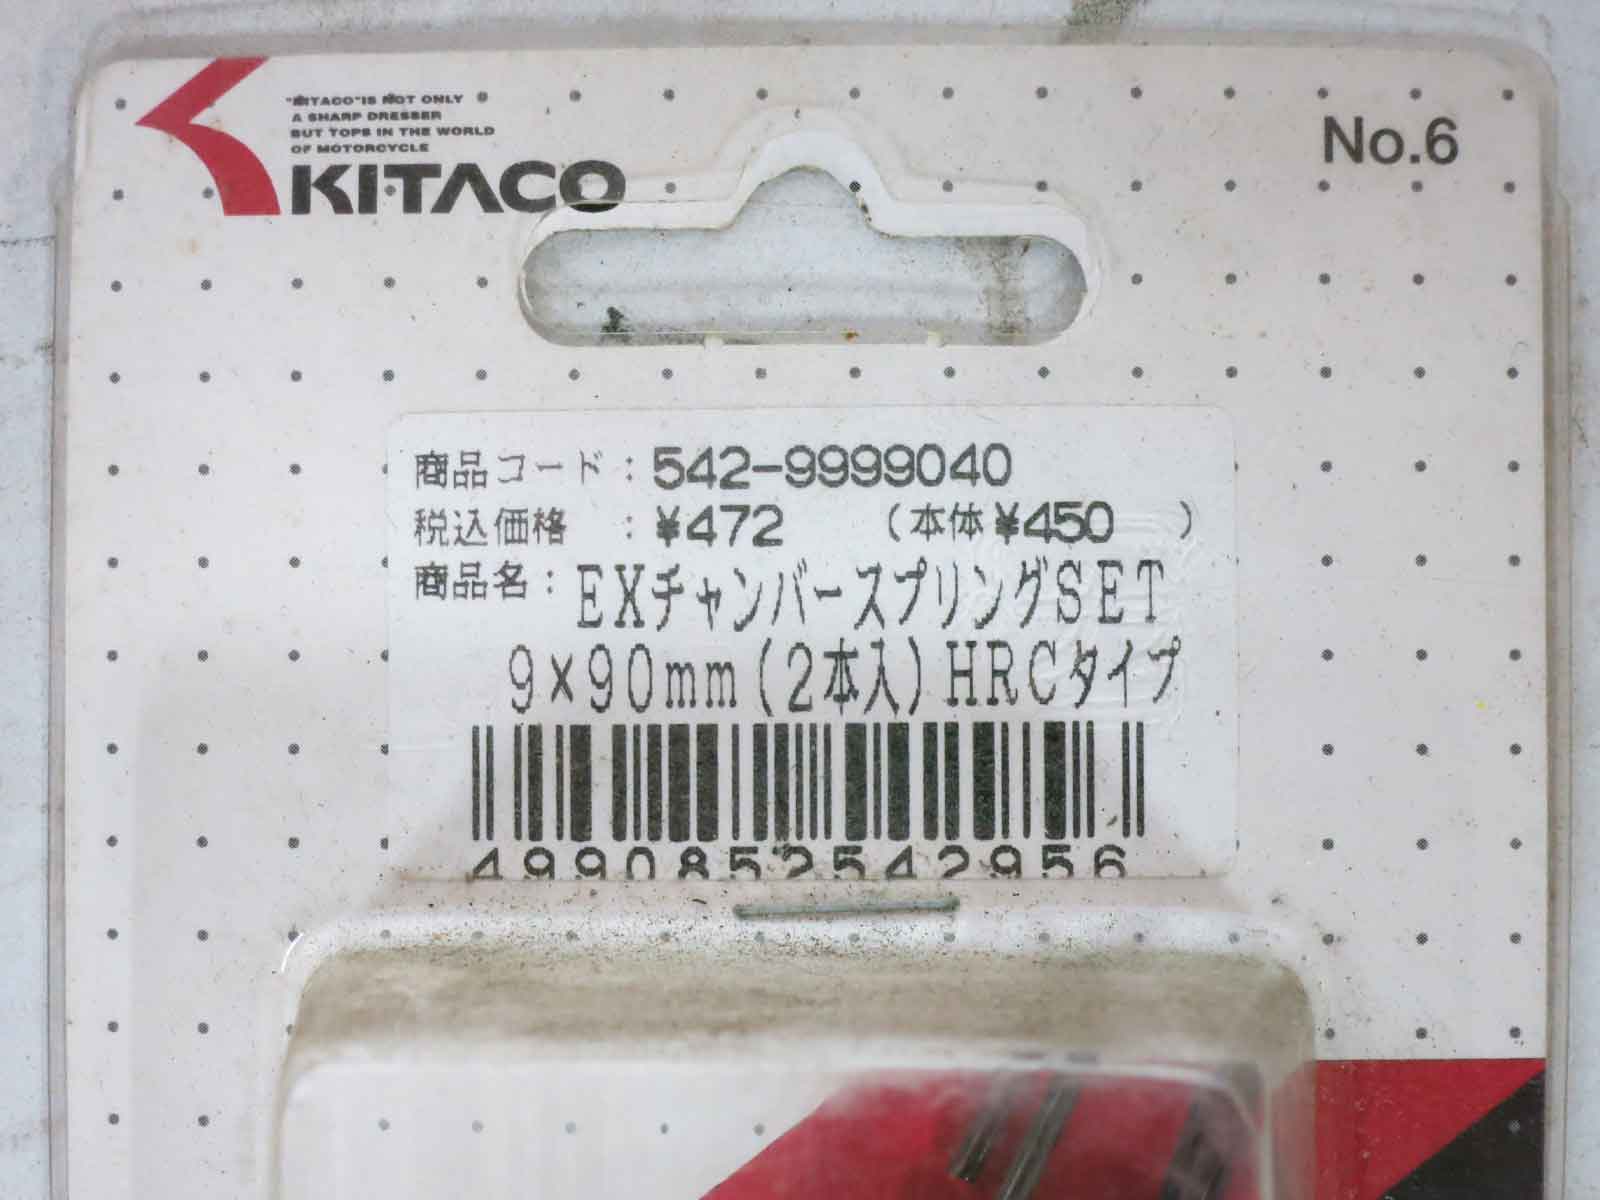 "KITACO"IS NOT ONLY
A SHARP DRESSER
BUT TOPS IN THE WORLD
OF MOTORCYCLE
KITACO
No.6
商品コード：542-9999040
税込価格　：¥472　（本体¥450　）
商品名：EXチャンバースプリングSET
9×90mm(2本入)HRCタイプ
4990852542956